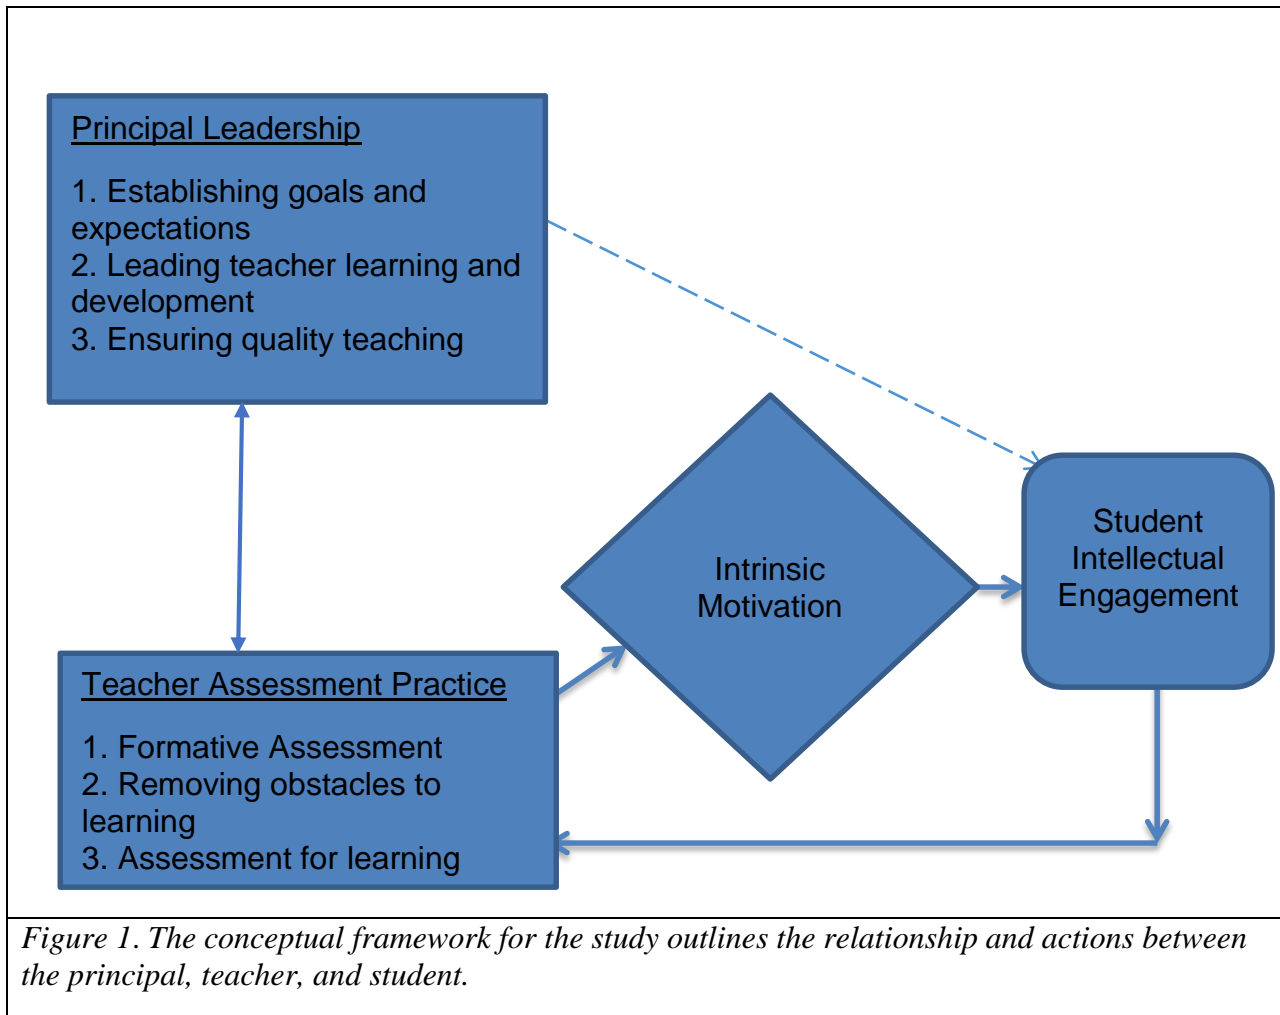 Principal Leadership
1. Establishing goals and
expectations
2. Leading teacher learning and
development
3. Ensuring quality teaching
Intrinsic
Motivation
Student
Intellectual
Engagement
Teacher Assessment Practice
1. Formative Assessment
2. Removing obstacles to
learning
3. Assessment for learning
Figure 1. The conceptual framework for the study outlines the relationship and actions between
the principal, teacher, and student.